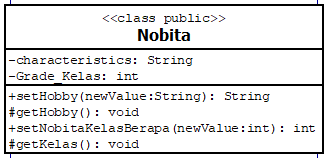 <<class public>>
Nobita
-characteristics: String
-Grade_Kelas: int
+setHobby(newValue:String): String
#getHobby(): void
+setNobitaKelasBerapa(newValue:int): int
#getKelas(): void